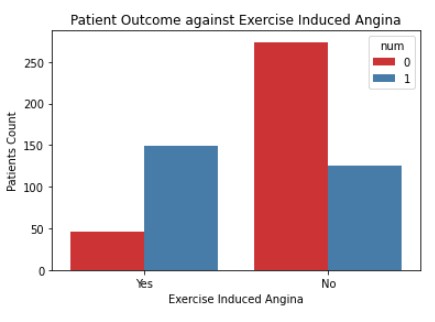 Patient Outcome against Exercise Induced Angina
num
0
1
250
200
150
100
50
0
Patients Count
Yes No
Exercise Induced Angina